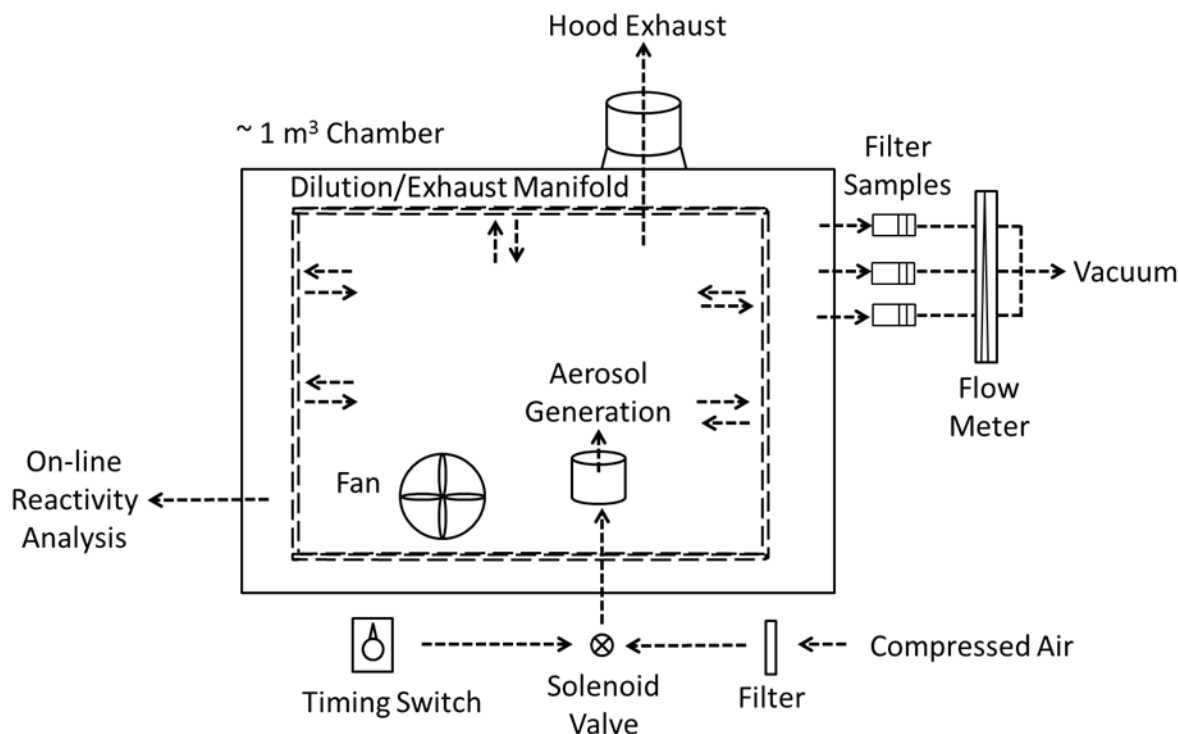 Hood Exhaust
~ 1 m³ Chamber
Filter
Samples
Dilution/Exhaust Manifold
Vacuum
Aerosol
Generation
Flow
Meter
On-line
Reactivity
Analysis
Fan
Compressed Air
Timing Switch
Solenoid
Valve
Filter